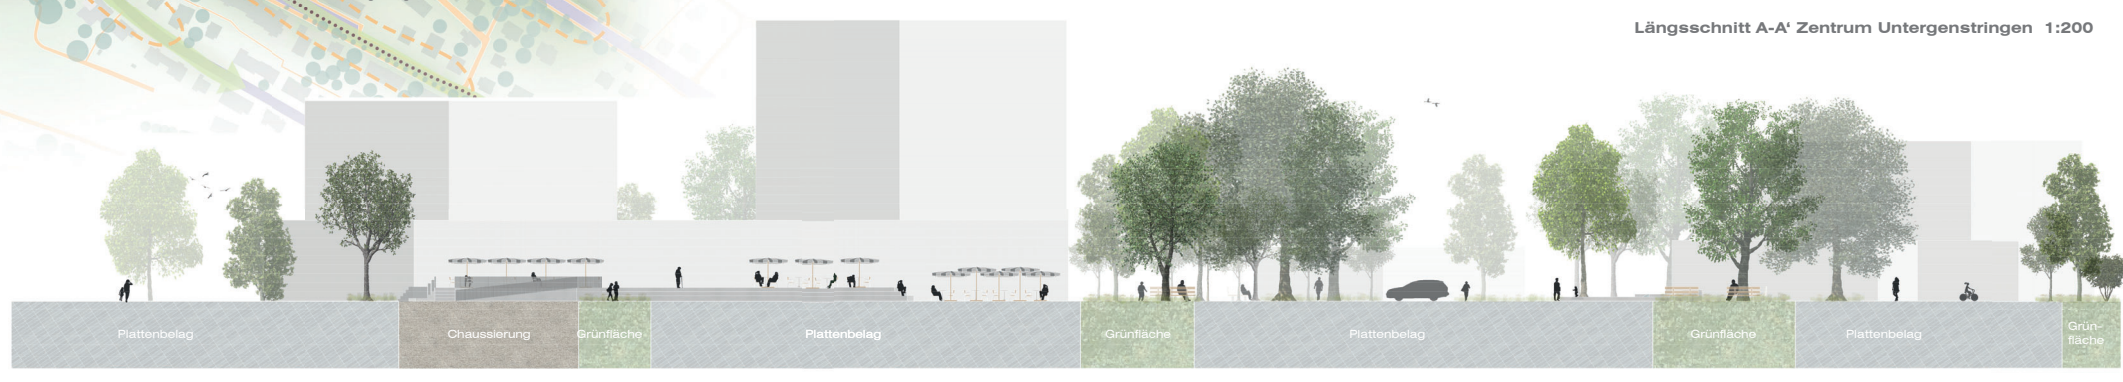 Längsschnitt A-A‘ Zentrum Untergenstringen 1:200
Plattenbelag
Chaussierung
Grünfläche
Plattenbelag
Grünfläche
Plattenbelag
Grünfläche
Plattenbelag
Grün-
fläche